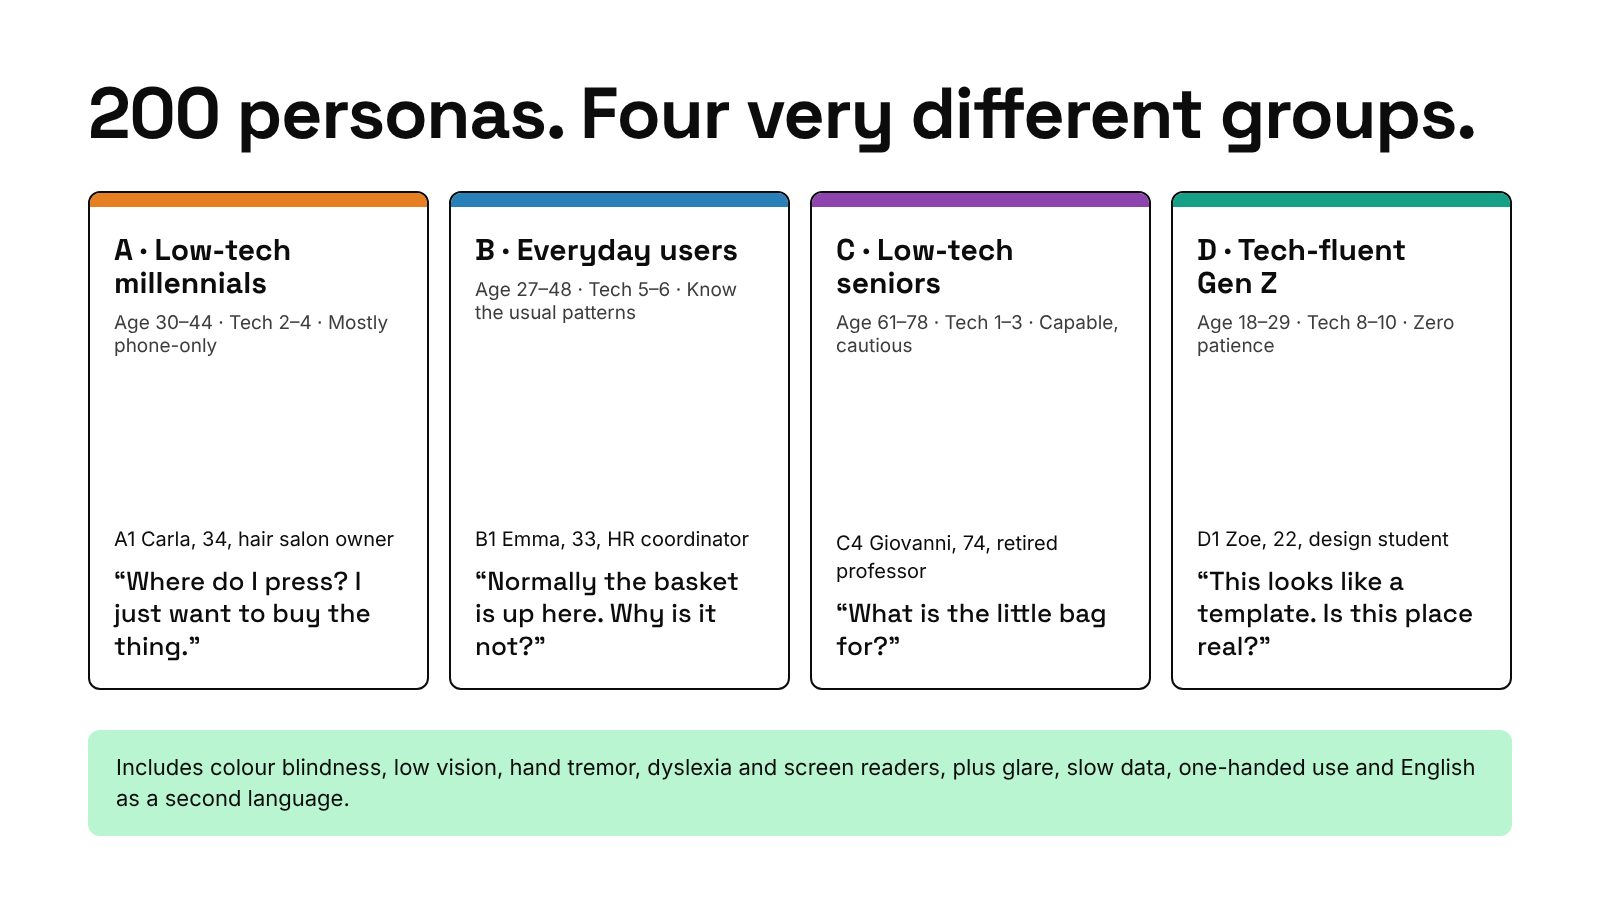 200 personas. Four very different groups.
A · Low-tech
millennials
Age 30–44 · Tech 2–4 · Mostly
phone-only
A1 Carla, 34, hair salon owner
“Where do I press? I
just want to buy the
thing.”
B · Everyday users
Age 27–48 · Tech 5–6 · Know
the usual patterns
B1 Emma, 33, HR coordinator
“Normally the basket
is up here. Why is it
not?”
C · Low-tech
seniors
Age 61–78 · Tech 1–3 · Capable,
cautious
C4 Giovanni, 74, retired
professor
“What is the little bag
for?”
D · Tech-fluent
Gen Z
Age 18–29 · Tech 8–10 · Zero
patience
D1 Zoe, 22, design student
“This looks like a
template. Is this place
real?”
Includes colour blindness, low vision, hand tremor, dyslexia and screen readers, plus glare, slow data, one-handed use and English
as a second language.